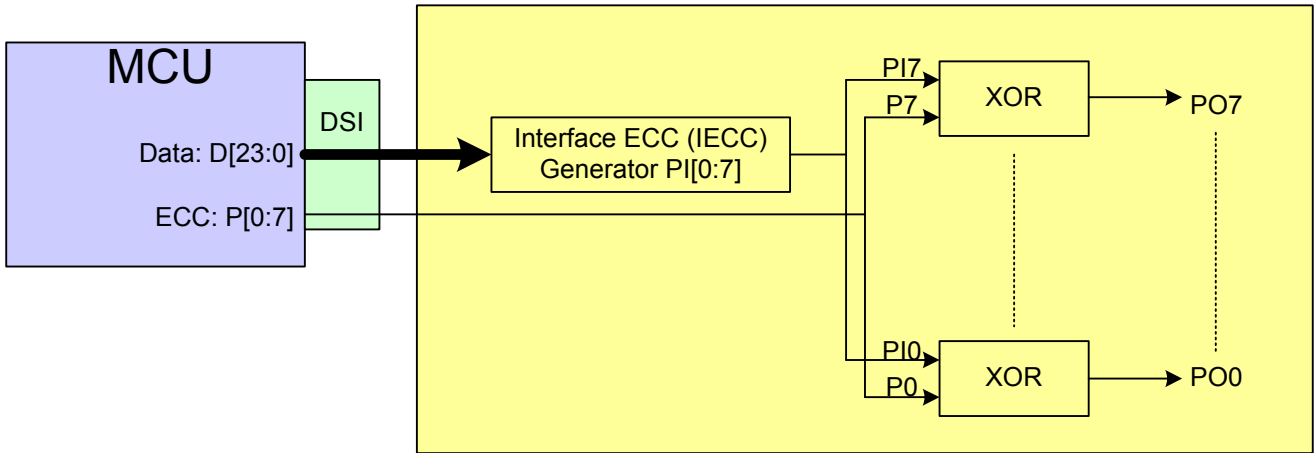 MCU
DSI
Data: D[23:0]
ECC: P[0:7]
Interface ECC (IECC)
Generator PI[0:7]
PI7
P7
XOR
PO7
PI0
P0
XOR
PO0